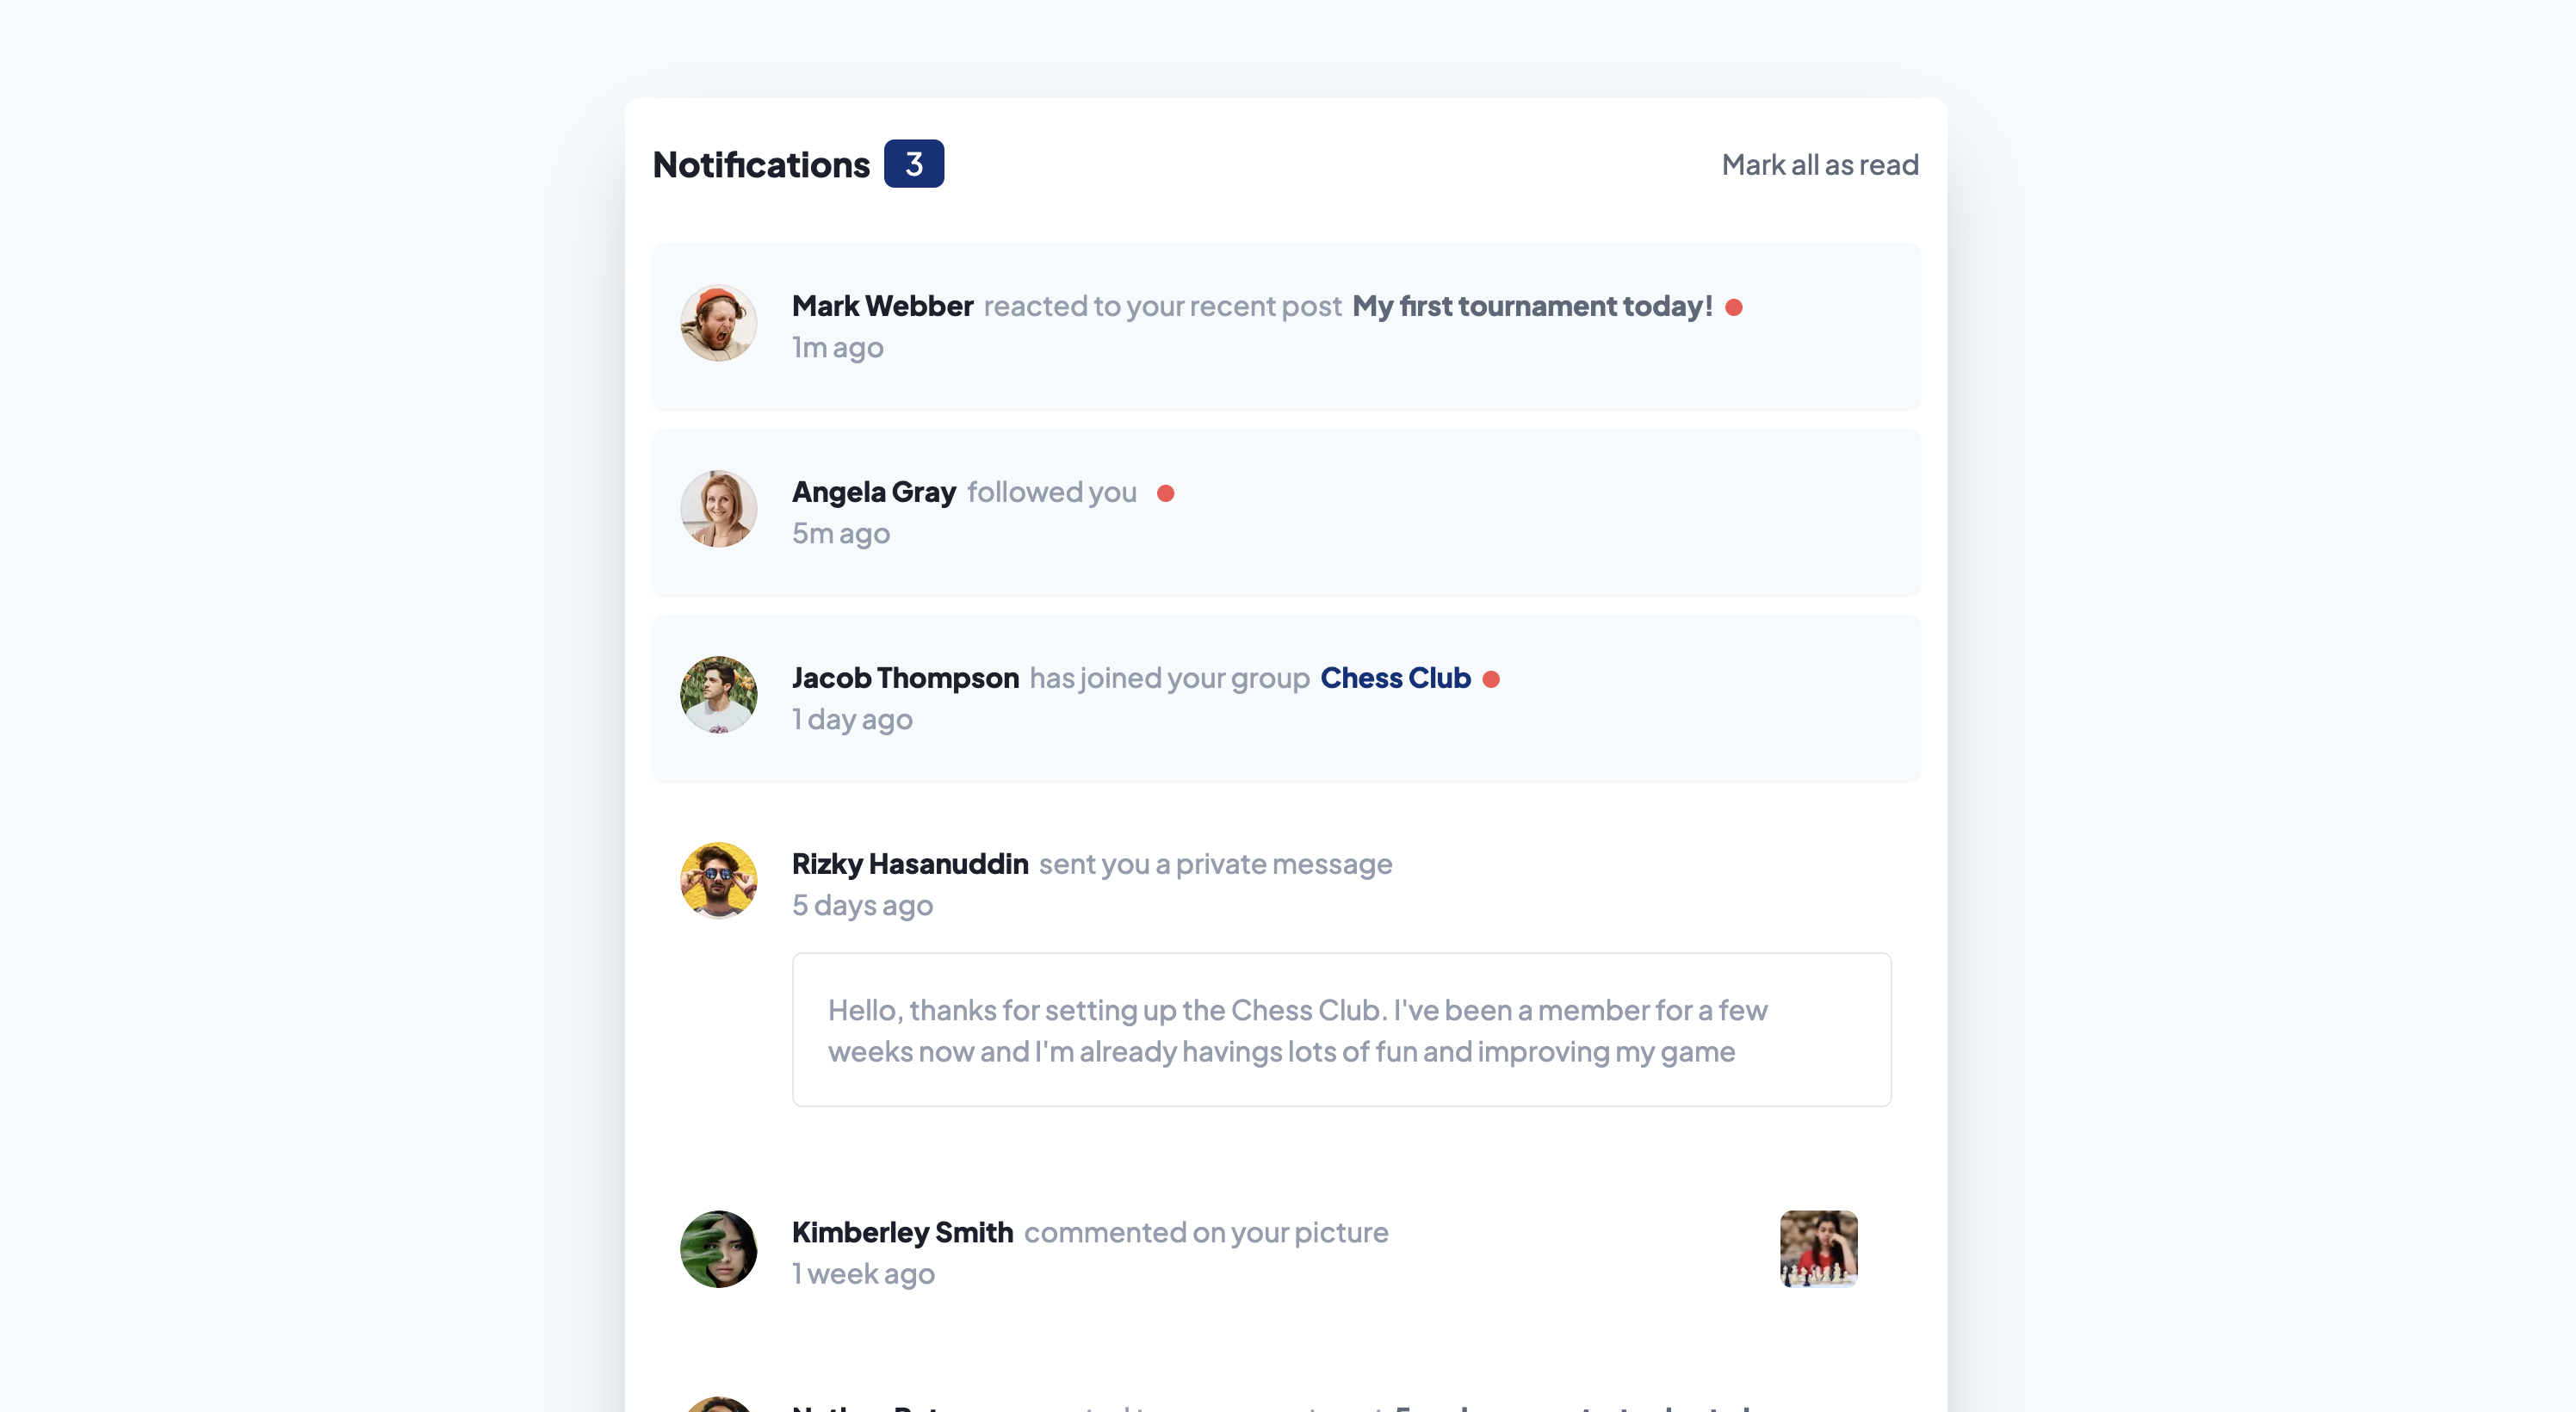 Notifications 3 Mark all as read
Mark Webber reacted to your recent post My first tournament today!
1m ago
Angela Gray followed you
5m ago
Jacob Thompson has joined your group Chess Club
1 day ago
Rizky Hasanuddin sent you a private message
5 days ago
Hello, thanks for setting up the Chess Club. I've been a member for a few
weeks now and I'm already havings lots of fun and improving my game
Kimberley Smith commented on your picture
1 week ago